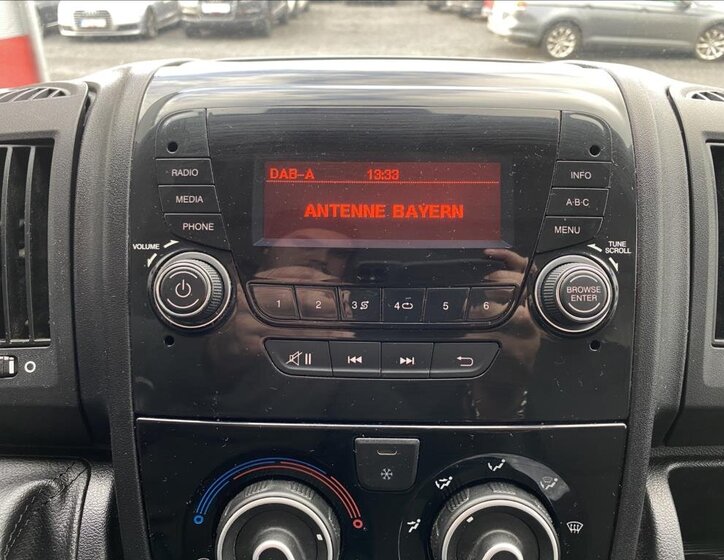 DAB-A 13:33
ANTENNE BAYERN
RADIO
MEDIA
PHONE
INFO
A·B·C
MENU
VOLUME
TUNE
SCROLL
BROWSE
ENTER
1 2 3 4 5 6